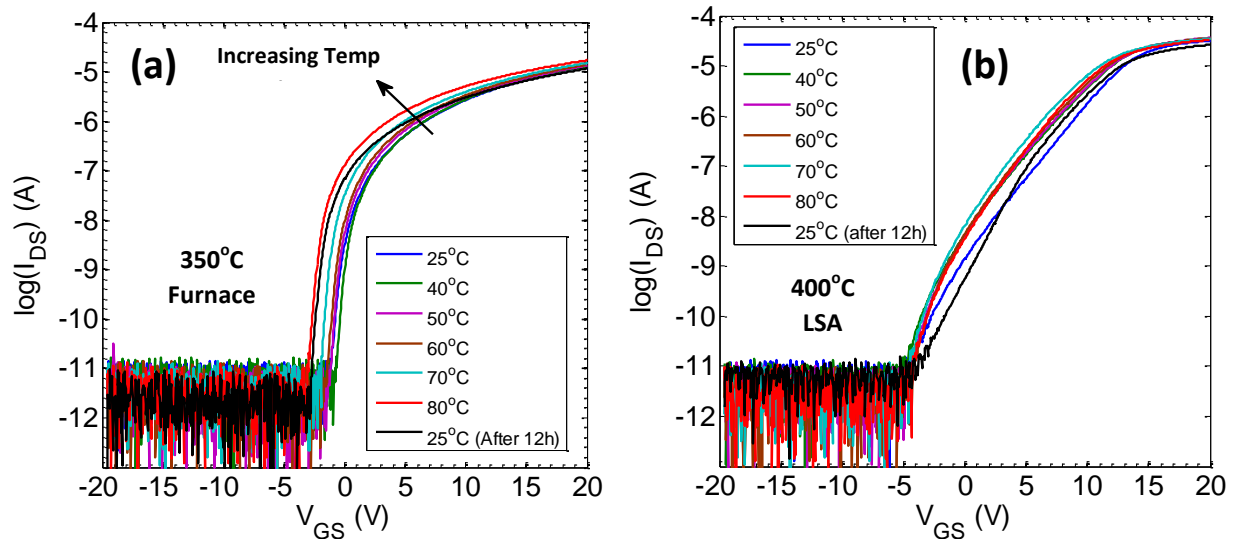 (a)
Increasing Temp
350°C
Furnace
25°C
40°C
50°C
60°C
70°C
80°C
25°C (After 12h)
log(I_DS) (A)
-4
-5
-6
-7
-8
-9
-10
-11
-12
-20 -15 -10 -5 0 5 10 15 20
V_GS (V)
(b)
25°C
40°C
50°C
60°C
70°C
80°C
25°C (after 12h)
400°C
LSA
log(I_DS) (A)
-4
-5
-6
-7
-8
-9
-10
-11
-12
-20 -15 -10 -5 0 5 10 15 20
V_GS (V)